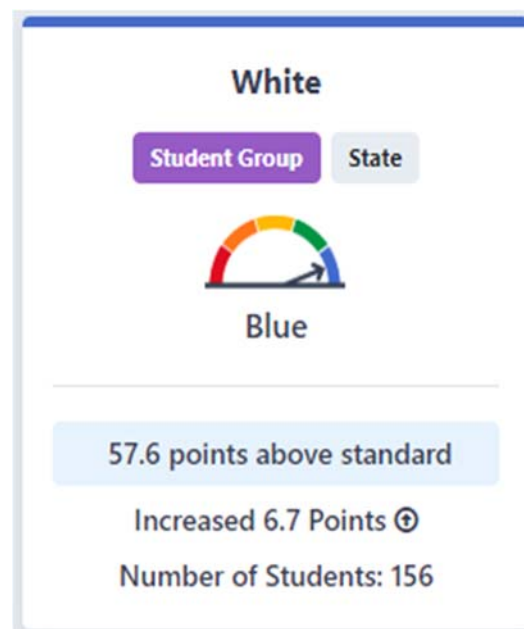 White
Student Group State
Blue
57.6 points above standard
Increased 6.7 Points
Number of Students: 156